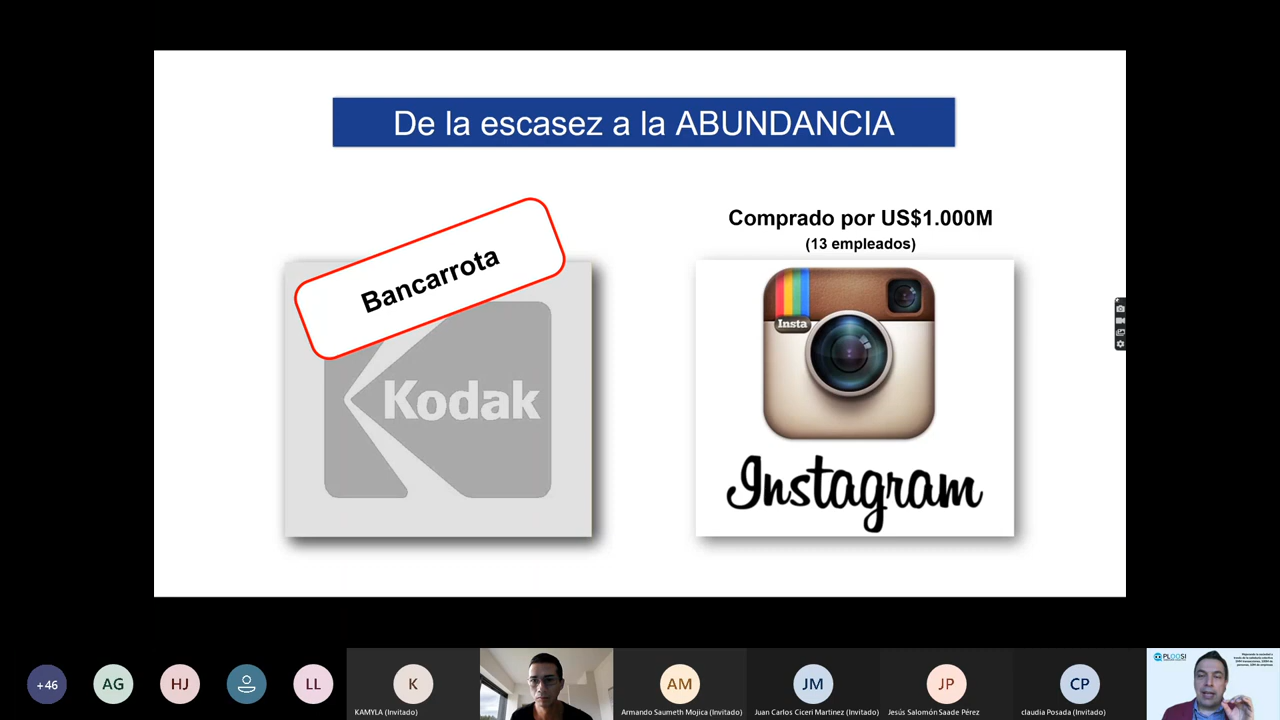 De la escasez a la ABUNDANCIA
Bancarrota
Kodak
Comprado por US$1.000M
(13 empleados)
Insta
Instagram
+46
AG
HJ
LL
K
KAMYLA (Invitado)
AM
Armando Saumeth Mojica (Invitado)
JM
Juan Carlos Ciceri Martinez (Invitado)
JP
Jesús Salomón Saade Pérez
CP
claudia Posada (Invitado)
PLOOSI